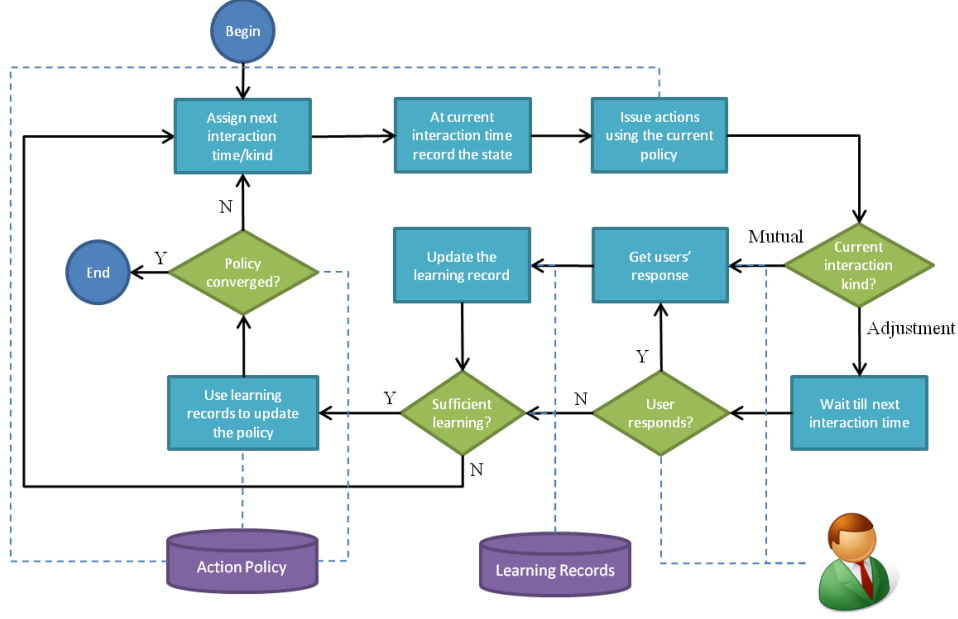 Begin
Assign next
interaction
time/kind
At current
interaction time
record the state
Issue actions
using the current
policy
N
Mutual
End
Y
Policy
converged?
Update the
learning record
Get users’
response
Current
interaction
kind?
Adjustment
Y
Use learning
records to update
the policy
Y
Sufficient
learning?
N
User
responds?
Wait till next
interaction time
N
Action Policy
Learning Records